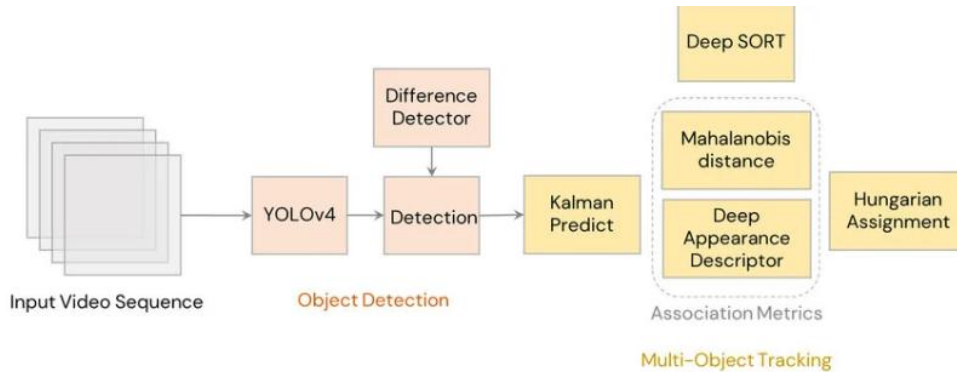 Deep SORT
Difference
Detector
Mahalanobis
distance
YOLOv4
Detection
Kalman
Predict
Deep
Appearance
Descriptor
Hungarian
Assignment
Input Video Sequence
Object Detection
Association Metrics
Multi-Object Tracking